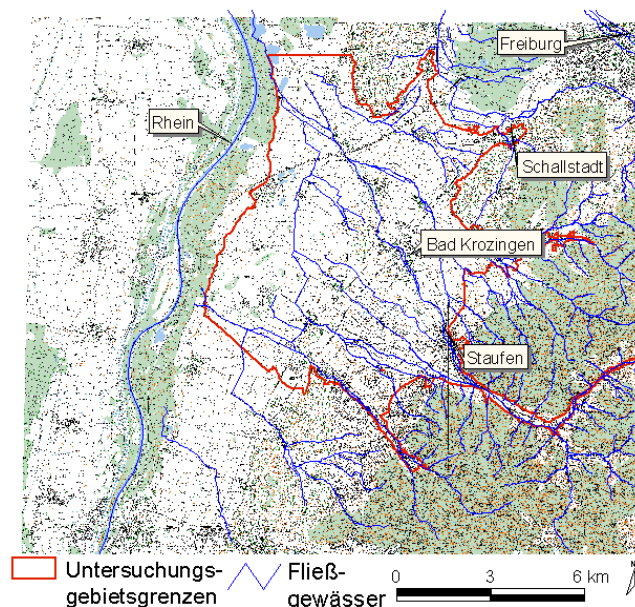 Freiburg
Rhein
Schallstadt
Bad Krozingen
Staufen
Untersuchungs-
gebietsgrenzen
Fließ-
gewässer
0 3 6 km
N